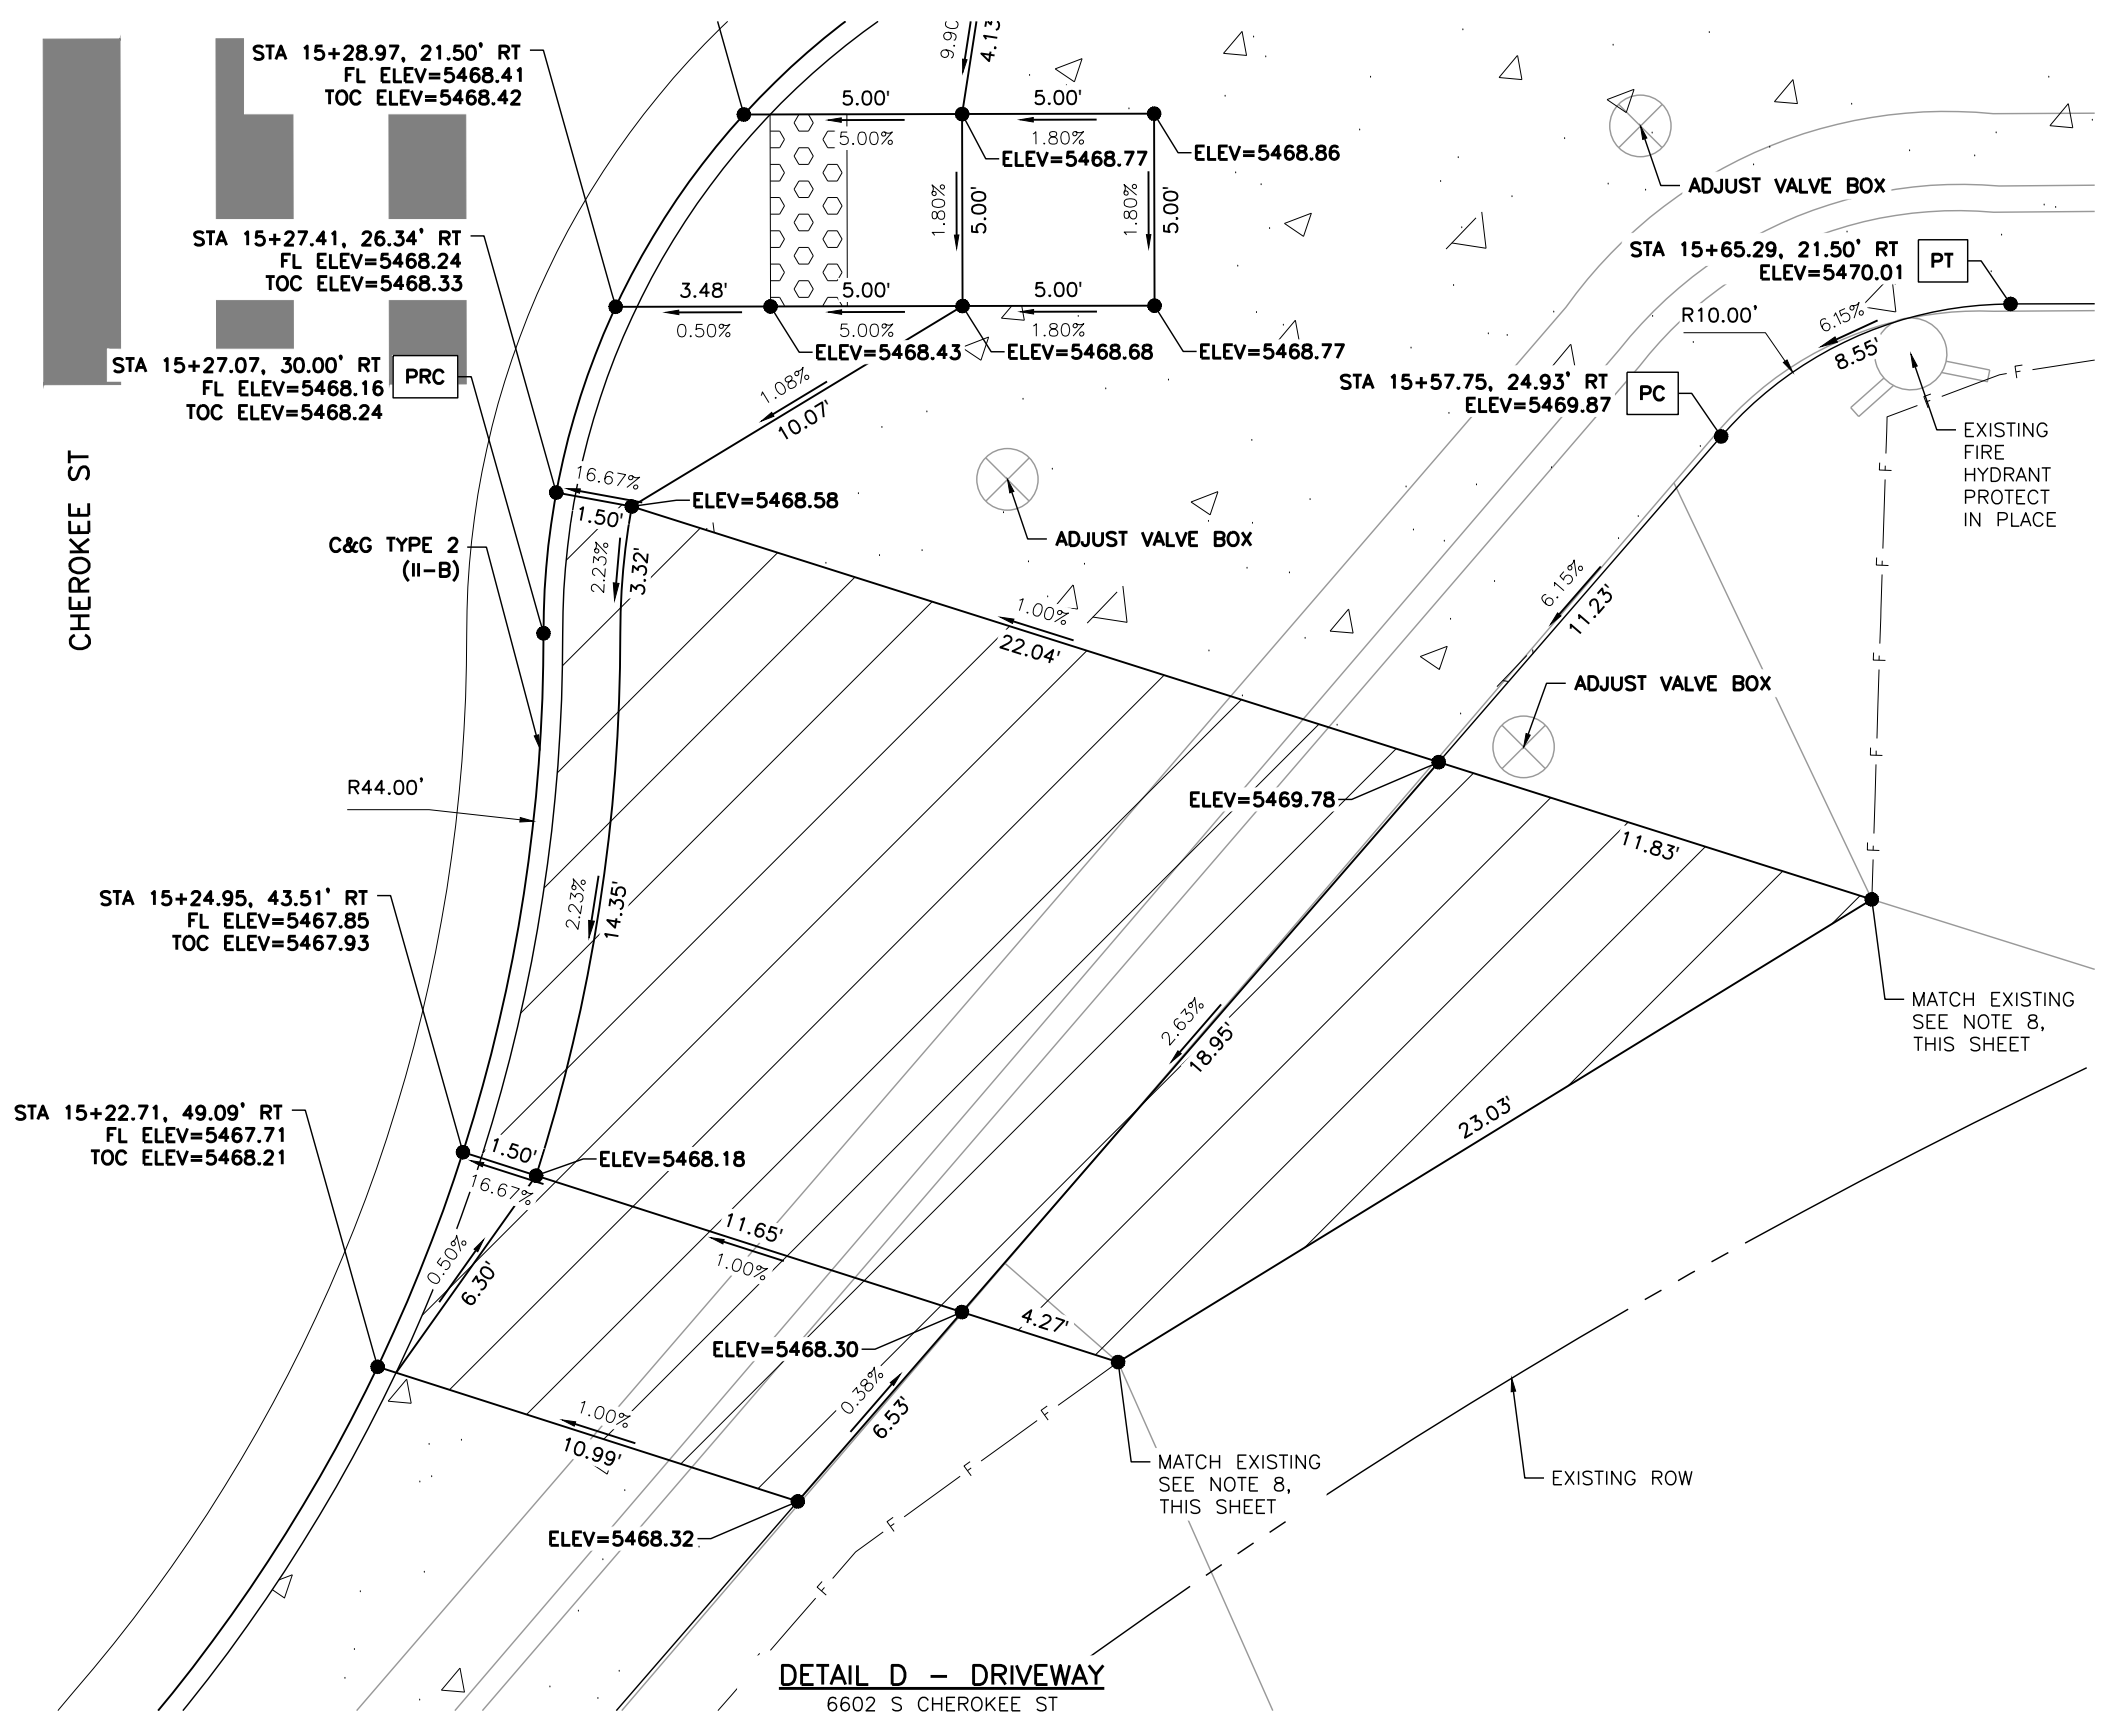 STA 15+28.97, 21.50' RT
FL ELEV=5468.41
TOC ELEV=5468.42
4.13'
5.00'
5.00'
5.00%
1.80%
ELEV=5468.77
ELEV=5468.86
ADJUST VALVE BOX
1.80%
5.00'
1.80%
5.00'
STA 15+27.41, 26.34' RT
FL ELEV=5468.24
TOC ELEV=5468.33
STA 15+65.29, 21.50' RT
ELEV=5470.01
PT
3.48'
5.00'
5.00'
0.50%
5.00%
1.80%
R10.00'
6.15%
8.55'
ELEV=5468.43
ELEV=5468.68
ELEV=5468.77
STA 15+27.07, 30.00' RT
FL ELEV=5468.16
TOC ELEV=5468.24
PRC
STA 15+57.75, 24.93' RT
ELEV=5469.87
PC
F
F
1.08%
10.07'
EXISTING
FIRE
HYDRANT
PROTECT
IN PLACE
16.67%
1.50'
ELEV=5468.58
CHEROKEE ST
C&G TYPE 2
(II-B)
2.23%
3.32'
ADJUST VALVE BOX
F
F
F
F
F
1.00%
22.04'
6.15%
11.23'
ADJUST VALVE BOX
R44.00'
ELEV=5469.78
11.83'
STA 15+24.95, 43.51' RT
FL ELEV=5467.85
TOC ELEV=5467.93
2.23%
14.35'
2.63%
18.95'
MATCH EXISTING
SEE NOTE 8,
THIS SHEET
STA 15+22.71, 49.09' RT
FL ELEV=5467.71
TOC ELEV=5468.21
1.50'
16.67%
ELEV=5468.18
23.03'
11.65'
1.00%
0.50%
6.30'
4.27'
ELEV=5468.30
0.38%
6.53'
1.00%
10.99'
F
F
F
F
MATCH EXISTING
SEE NOTE 8,
THIS SHEET
EXISTING ROW
ELEV=5468.32
DETAIL D - DRIVEWAY
6602 S CHEROKEE ST